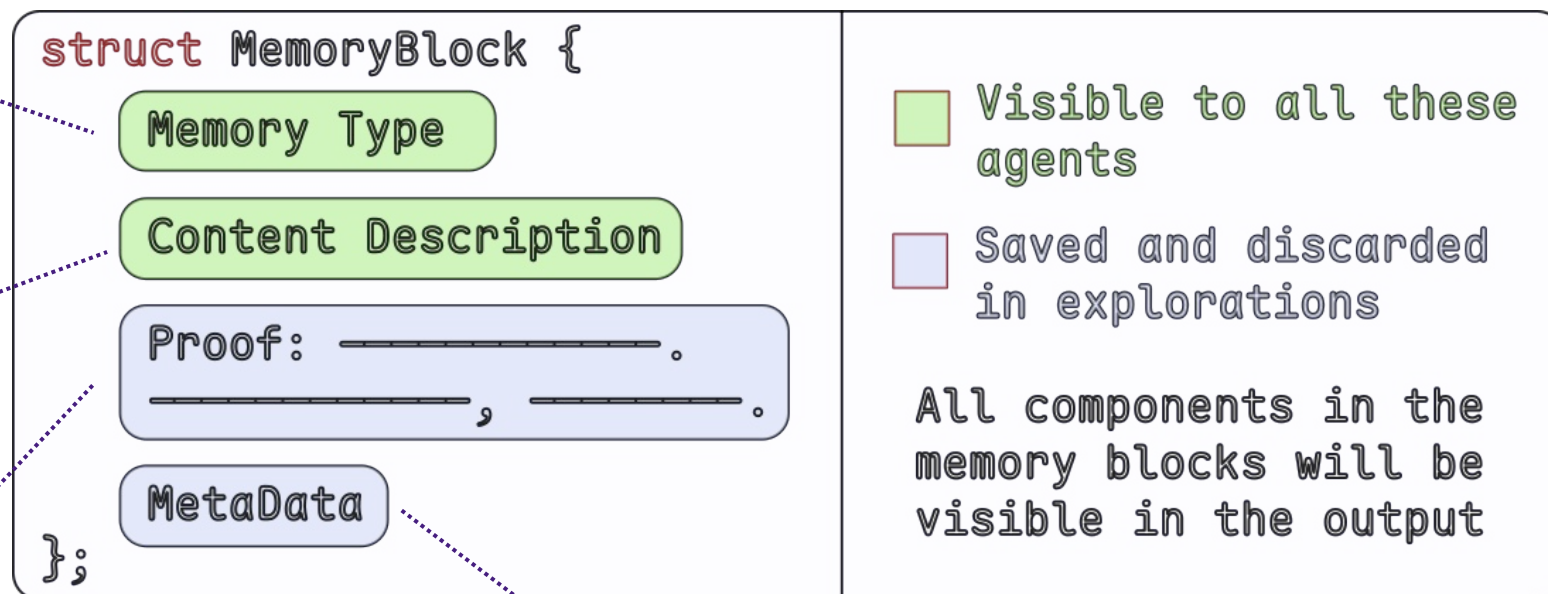 struct MemoryBlock {
Memory Type
Content Description
Proof: ————————————.
————————————, ————————.
MetaData
};
Visible to all these
agents
Saved and discarded
in explorations
All components in the
memory blocks will be
visible in the output